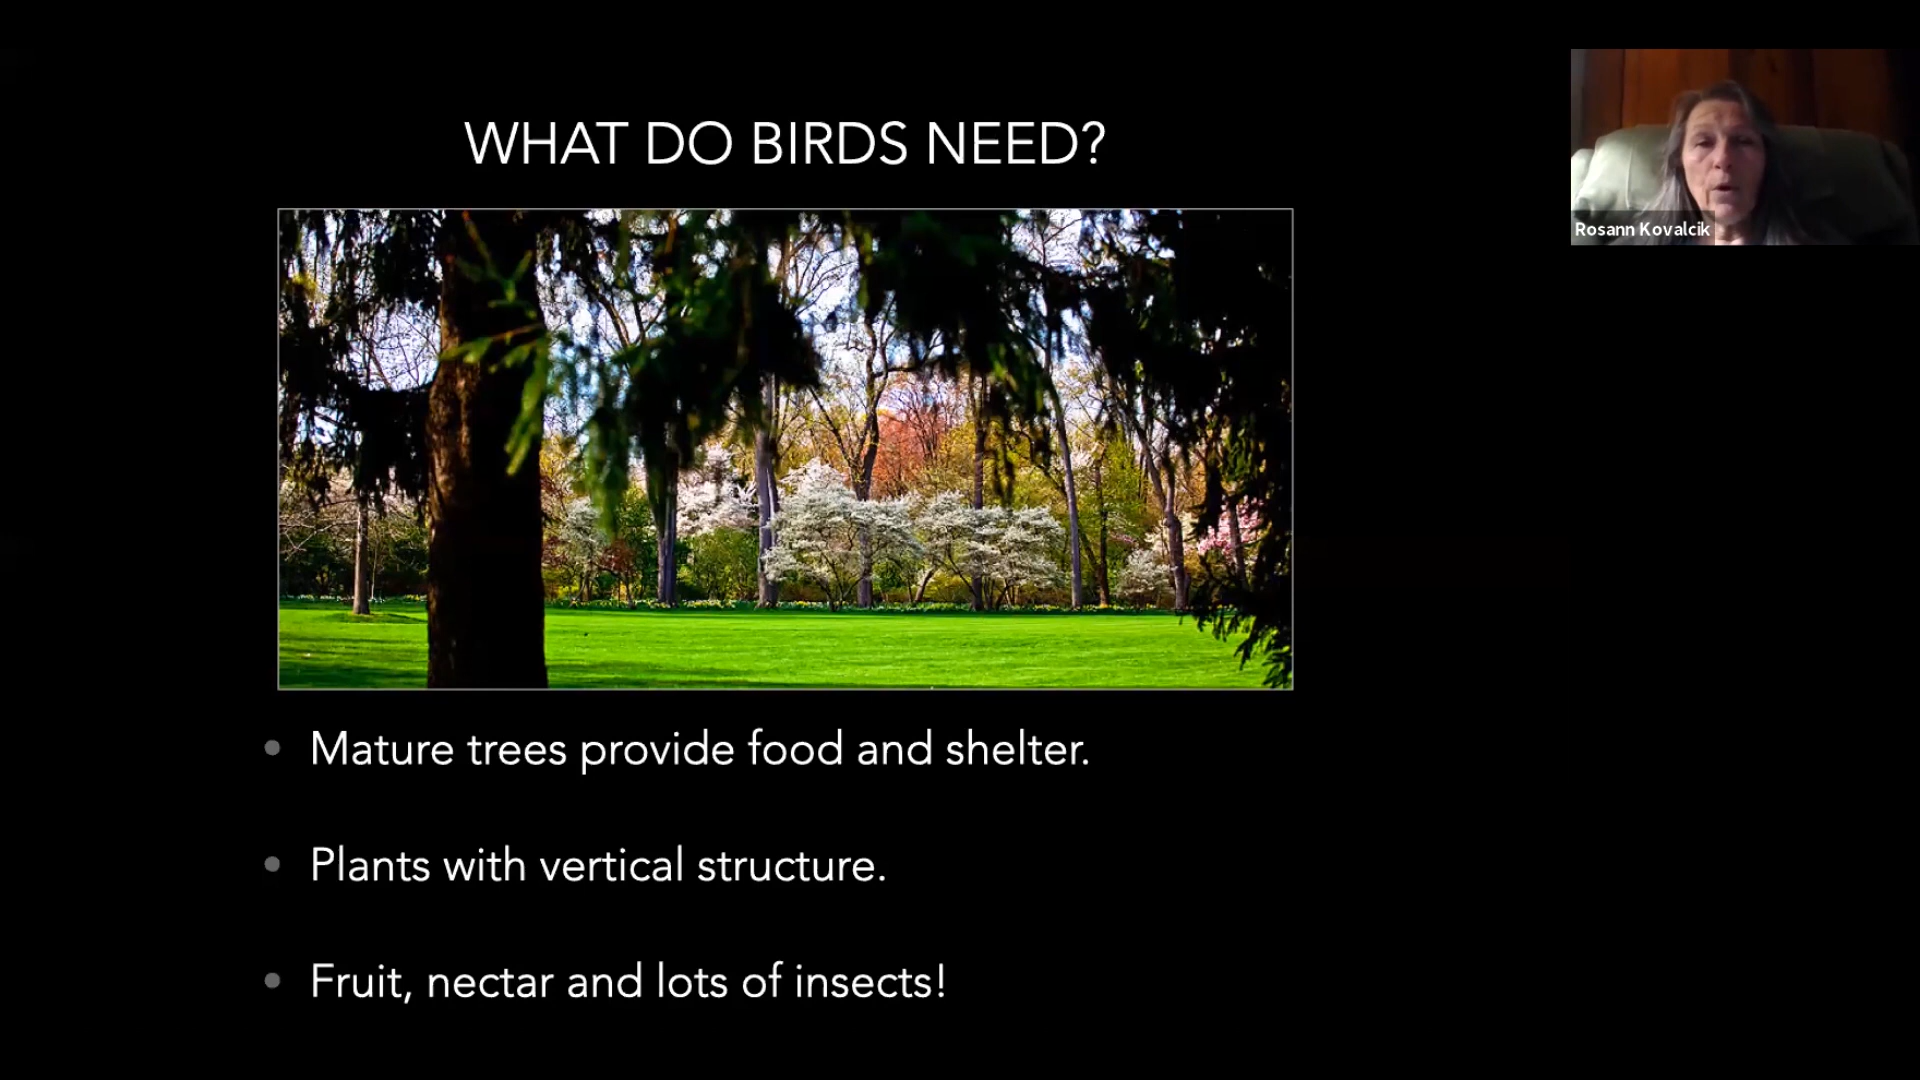 WHAT DO BIRDS NEED?
Rosann Kovalcik
Mature trees provide food and shelter.
Plants with vertical structure.
Fruit, nectar and lots of insects!